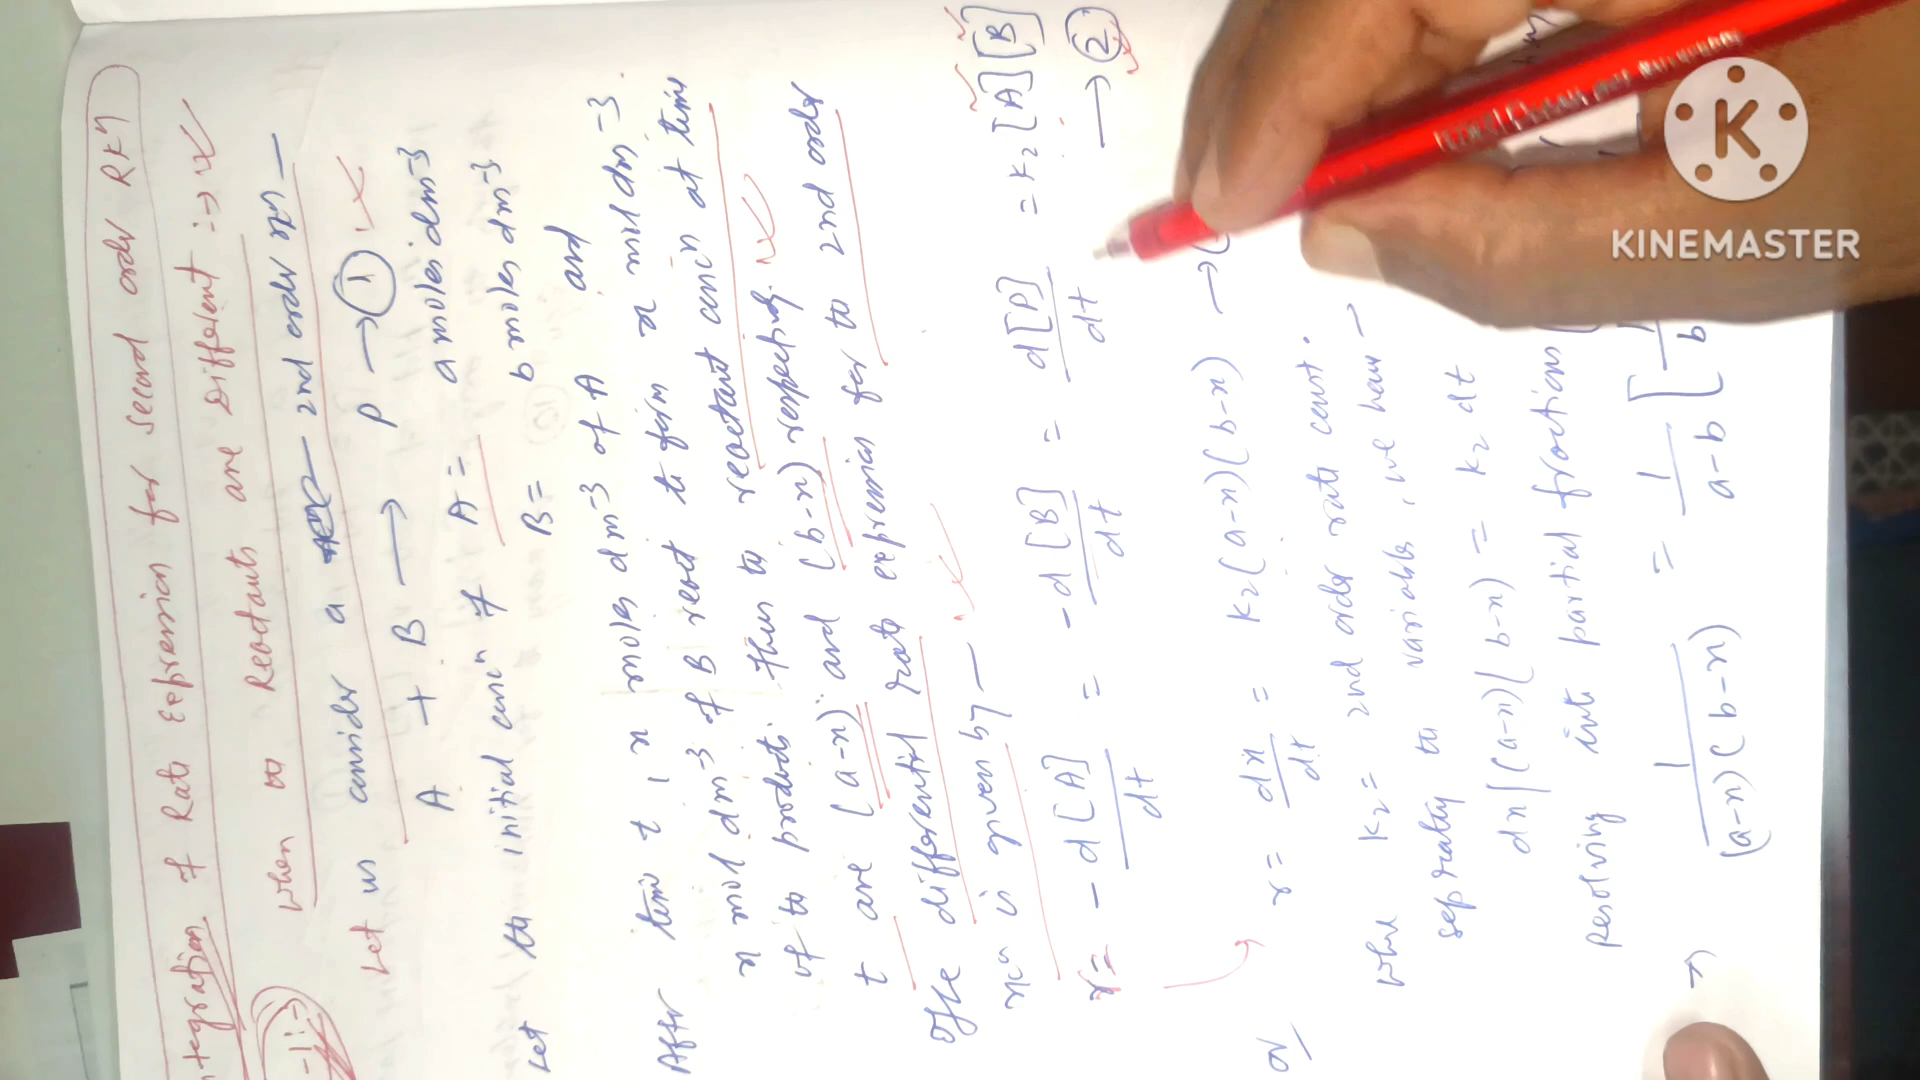 Integration of Rate Expression for second order RxN
When the Reactants are different :→
Let us consider a 2nd order rxn –
A + B → P → (1)
Let the initial concn of A = a moles dm-3
B = b moles dm-3
After time t, x moles dm-3 of A and
x mol dm-3 of B react to form x mol dm-3
of the product. Thus the reactant concn at time
t are (a-x) and (b-x) respectively.
The differential rate expression for the 2nd order
rxn is given by –
r = -d[A]/dt = -d[B]/dt = d[P]/dt = k2[A][B] → (2)
or r = dx/dt = k2(a-x)(b-x) →
where k2 = 2nd order rate const.
Seprating the variables, we have –
dx/(a-x)(b-x) = k2 dt
Resolving into partial fractions
⇒ 1/(a-x)(b-x) = 1/a-b [
KINEMASTER